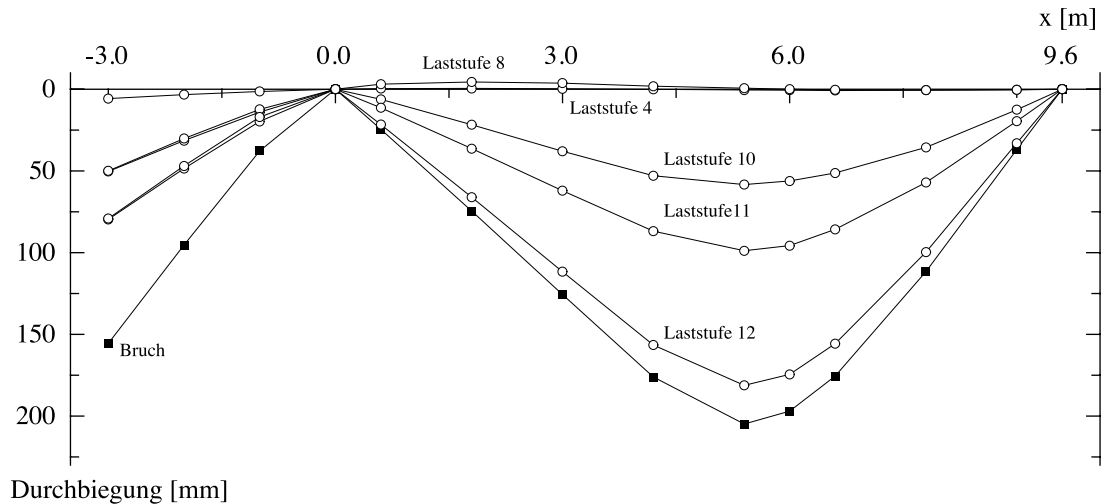 x [m]
-3.0 0.0 3.0 6.0 9.6
Laststufe 8
0
Laststufe 4
50
Laststufe 10
Laststufe11
100
150
Laststufe 12
Bruch
200
Durchbiegung [mm]